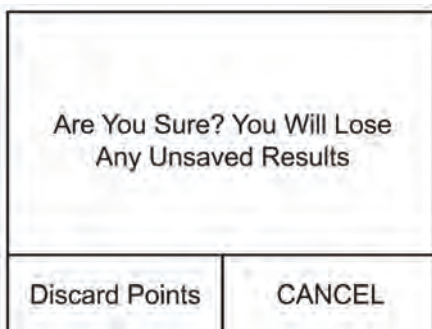 Are You Sure? You Will Lose
Any Unsaved Results
Discard Points
CANCEL